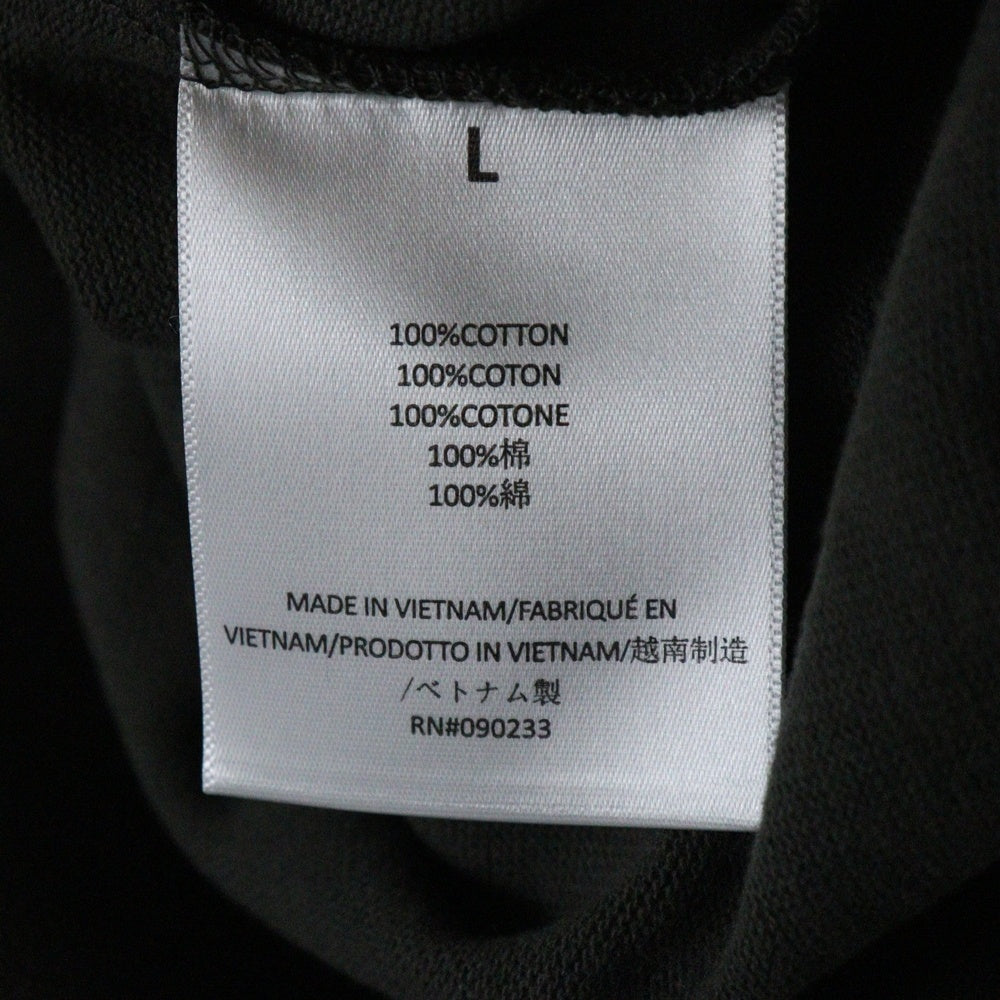 L
100%COTTON
100%COTON
100%COTONE
100%棉
100%綿
MADE IN VIETNAM/FABRIQUÉ EN
VIETNAM/PRODOTTO IN VIETNAM/越南制造
/ベトナム製
RN#090233